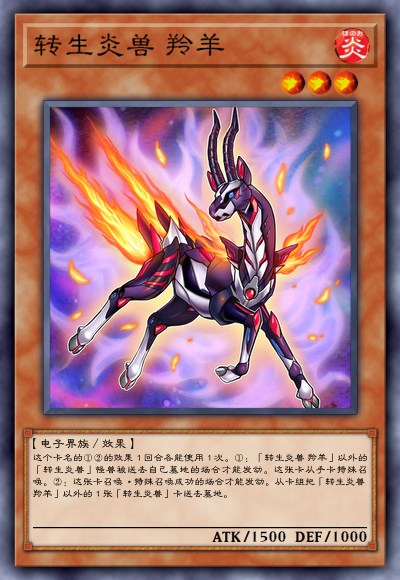 转生炎兽 羚羊
ほのお
炎
【电子界族／效果】
这个卡名的①②的效果1回合各能使用1次。①：「转生炎兽 羚羊」以外的
「转生炎兽」怪兽被送去自己墓地的场合才能发动。这张卡从手卡特殊召
唤。②：这张卡召唤·特殊召唤成功的场合才能发动。从卡组把「转生炎兽
羚羊」以外的1张「转生炎兽」卡送去墓地。
ATK/1500 DEF/1000